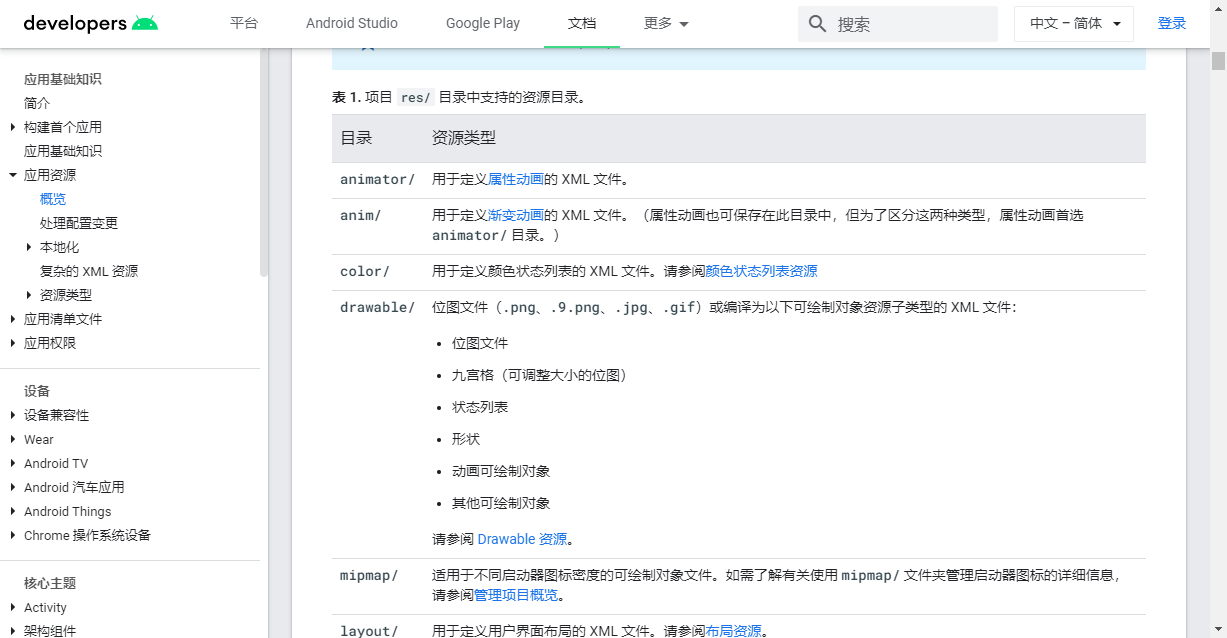 developers
平台
Android Studio
Google Play
文档
更多
搜索
中文 – 简体
登录
应用基础知识
简介
构建首个应用
应用基础知识
应用资源
概览
处理配置变更
本地化
复杂的 XML 资源
资源类型
应用清单文件
应用权限
设备
设备兼容性
Wear
Android TV
Android 汽车应用
Android Things
Chrome 操作系统设备
核心主题
Activity
架构组件
表 1. 项目 res/ 目录中支持的资源目录。
目录 资源类型
animator/ 用于定义属性动画的 XML 文件。
anim/ 用于定义渐变动画的 XML 文件。（属性动画也可保存在此目录中，但为了区分这两种类型，属性动画首选
animator/ 目录。）
color/ 用于定义颜色状态列表的 XML 文件。请参阅颜色状态列表资源
drawable/ 位图文件（.png、.9.png、.jpg、.gif）或编译为以下可绘制对象资源子类型的 XML 文件：
• 位图文件
• 九宫格（可调整大小的位图）
• 状态列表
• 形状
• 动画可绘制对象
• 其他可绘制对象
请参阅 Drawable 资源。
mipmap/ 适用于不同启动器图标密度的可绘制对象文件。如需了解有关使用 mipmap/ 文件夹管理启动器图标的详细信息，
请参阅管理项目概览。
layout/ 用于定义用户界面布局的 XML 文件。请参阅布局资源。